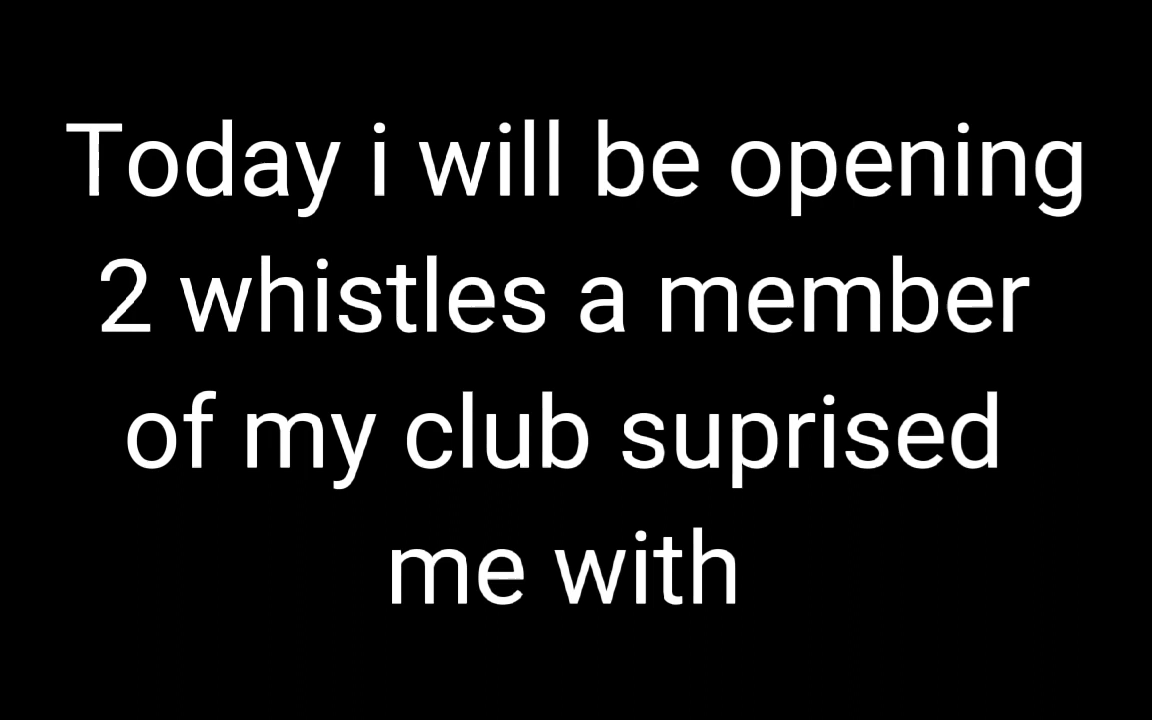 Today i will be opening
2 whistles a member
of my club suprised
me with